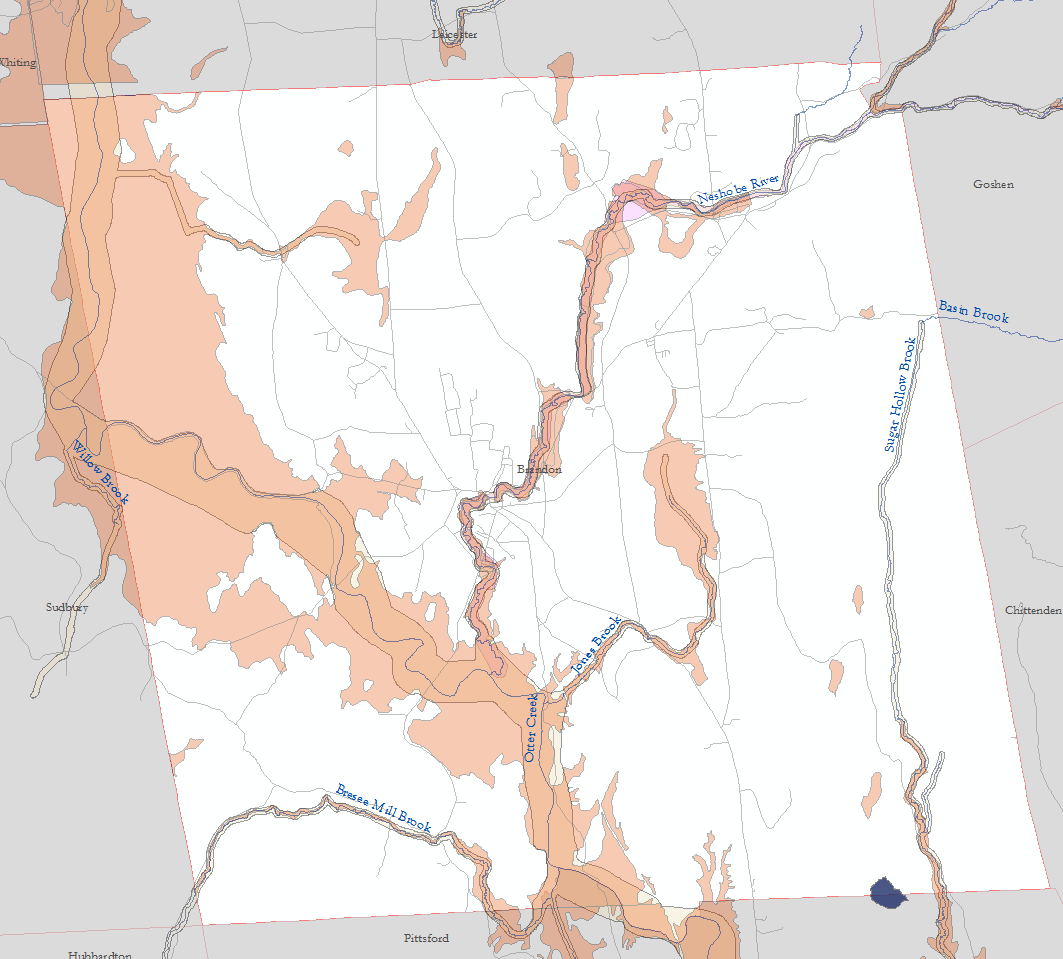 Leicester
Whiting
Goshen
Neshobe River
Basin Brook
Sugar Hollow Brook
Willow Brook
Brandon
Sudbury
Chittenden
Jones Brook
Otter Creek
Bresee Mill Brook
Pittsford
Hubbardton